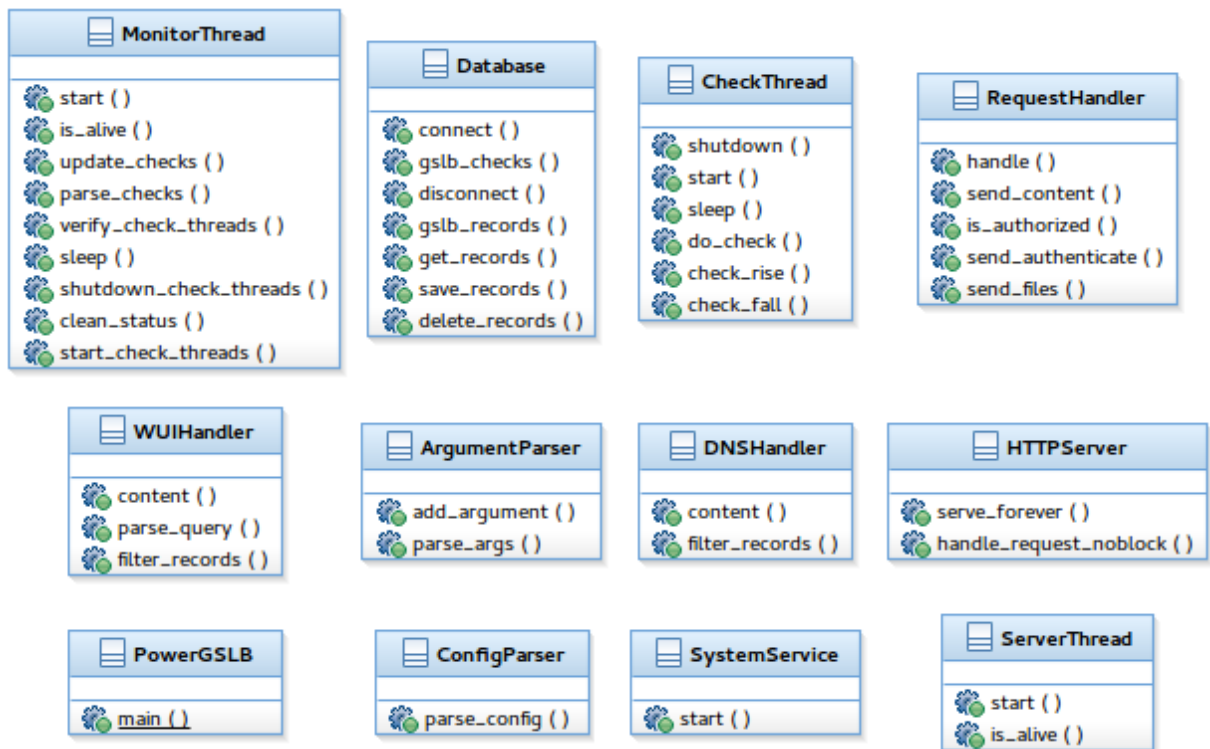 MonitorThread
start ( )
is_alive ( )
update_checks ( )
parse_checks ( )
verify_check_threads ( )
sleep ( )
shutdown_check_threads ( )
clean_status ( )
start_check_threads ( )
Database
connect ( )
gslb_checks ( )
disconnect ( )
gslb_records ( )
get_records ( )
save_records ( )
delete_records ( )
CheckThread
shutdown ( )
start ( )
sleep ( )
do_check ( )
check_rise ( )
check_fall ( )
RequestHandler
handle ( )
send_content ( )
is_authorized ( )
send_authenticate ( )
send_files ( )
WUIHandler
content ( )
parse_query ( )
filter_records ( )
ArgumentParser
add_argument ( )
parse_args ( )
DNSHandler
content ( )
filter_records ( )
HTTPServer
serve_forever ( )
handle_request_noblock ( )
PowerGSLB
main ( )
ConfigParser
parse_config ( )
SystemService
start ( )
ServerThread
start ( )
is_alive ( )